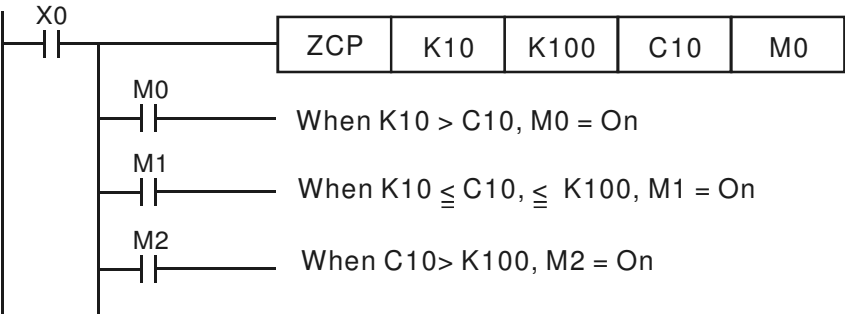 X0
ZCP K10 K100 C10 M0
M0
When K10 > C10, M0 = On
M1
When K10 ≦ C10, ≦ K100, M1 = On
M2
When C10> K100, M2 = On